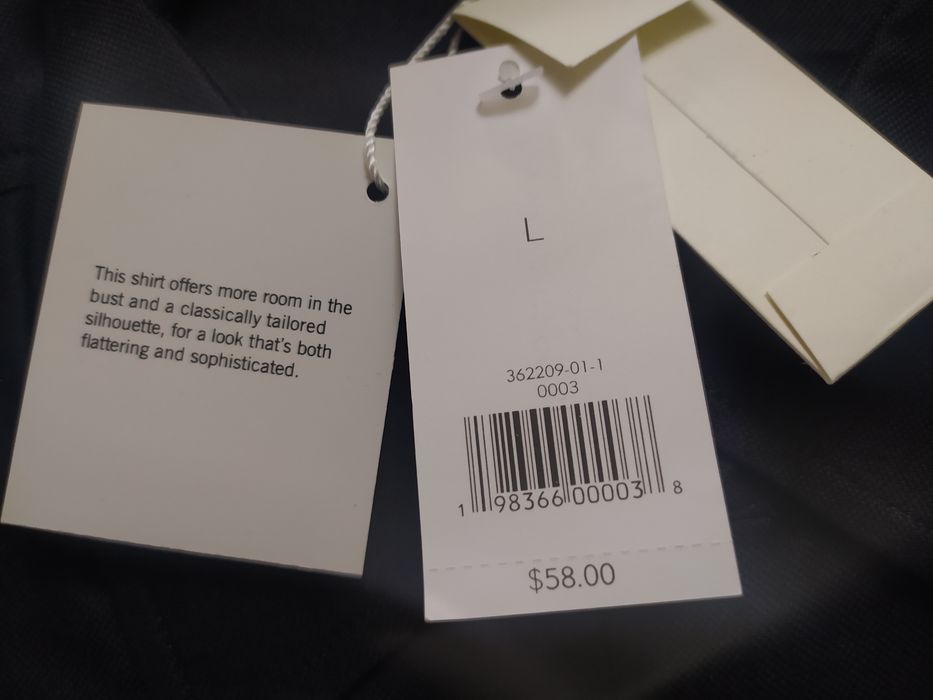 This shirt offers more room in the
bust and a classically tailored
silhouette, for a look that's both
flattering and sophisticated.
L
362209-01-1
0003
1 98366 00003 8
$58.00